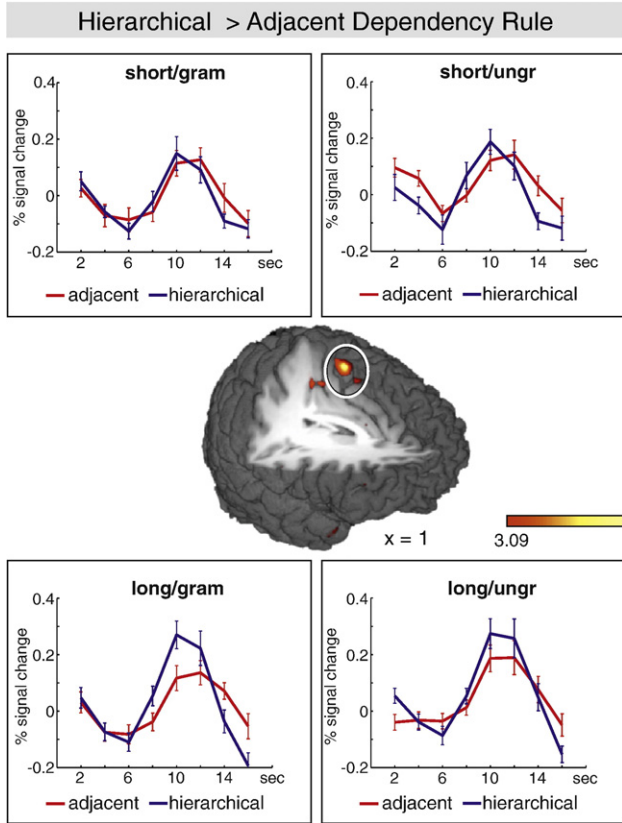 Hierarchical > Adjacent Dependency Rule
short/gram
% signal change
0.4
0.2
0
-0.2
2 6 10 14 sec
adjacent hierarchical
short/ungr
% signal change
0.4
0.2
0
-0.2
2 6 10 14 sec
adjacent hierarchical
x = 1
3.09
long/gram
% signal change
0.4
0.2
0
-0.2
2 6 10 14 sec
adjacent hierarchical
long/ungr
% signal change
0.4
0.2
0
-0.2
2 6 10 14 sec
adjacent hierarchical